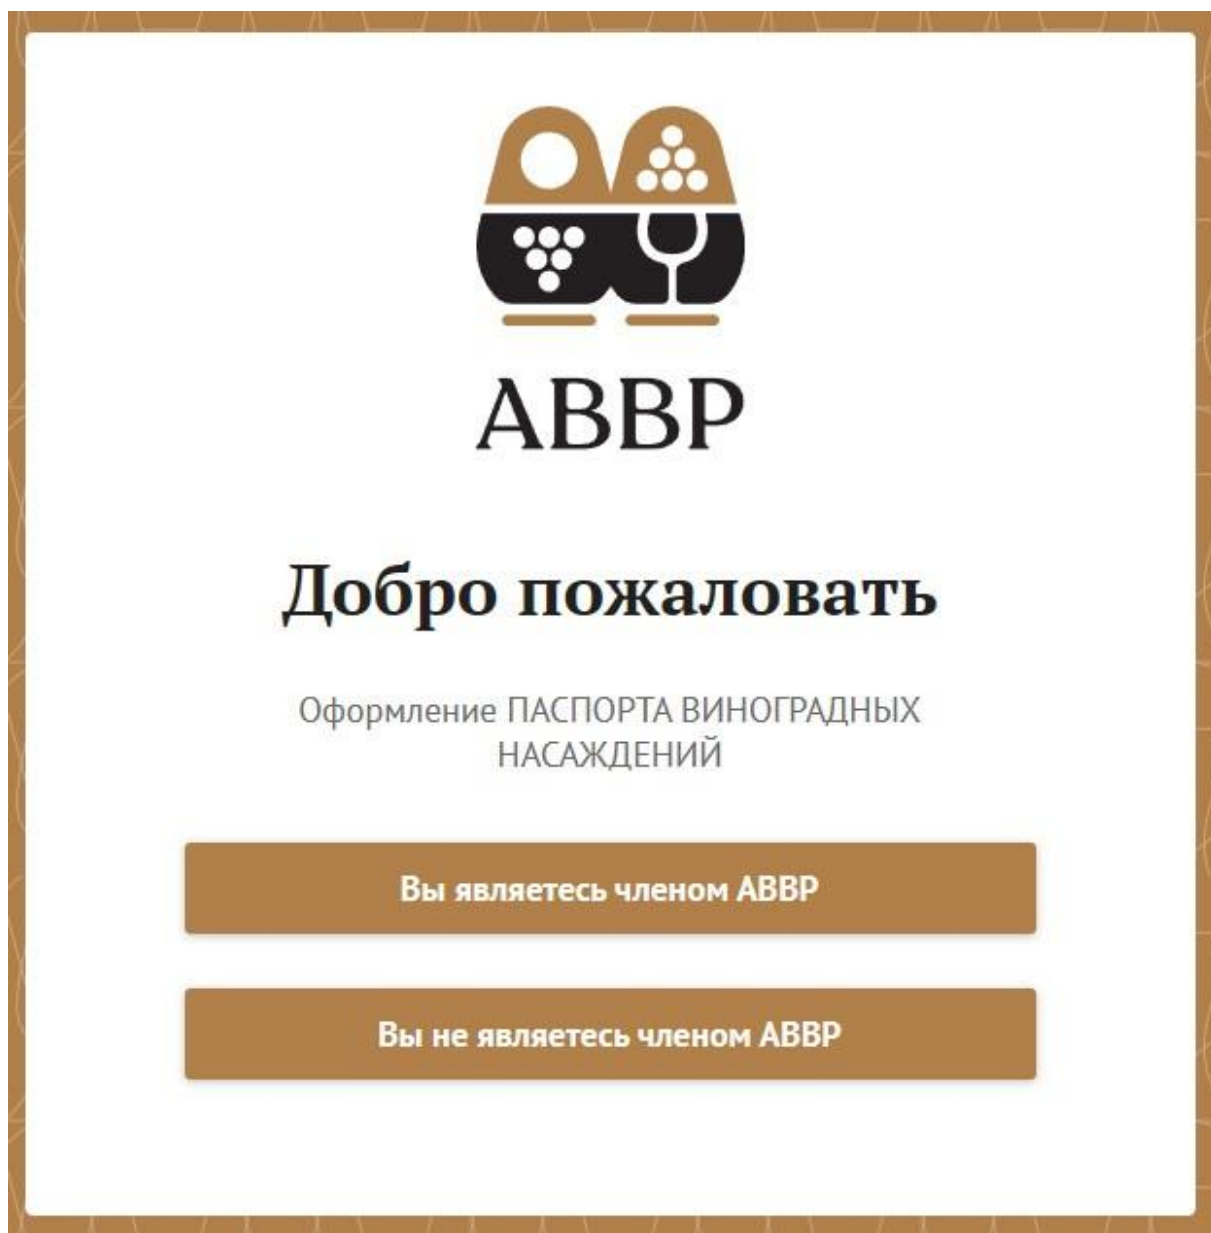 АВВР
Добро пожаловать
Оформление ПАСПОРТА ВИНОГРАДНЫХ
НАСАЖДЕНИЙ
Вы являетесь членом АВВР
Вы не являетесь членом АВВР